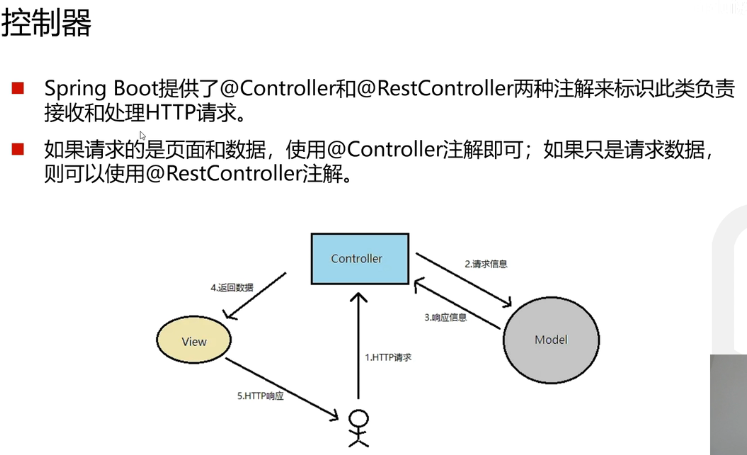 控制器
Spring Boot提供了@Controller和@RestController两种注解来标识此类负责
接收和处理HTTP请求。
如果请求的是页面和数据，使用@Controller注解即可；如果只是请求数据，
则可以使用@RestController注解。
Controller
2.请求信息
4.返回数据
3.响应信息
View
Model
1.HTTP请求
5.HTTP响应